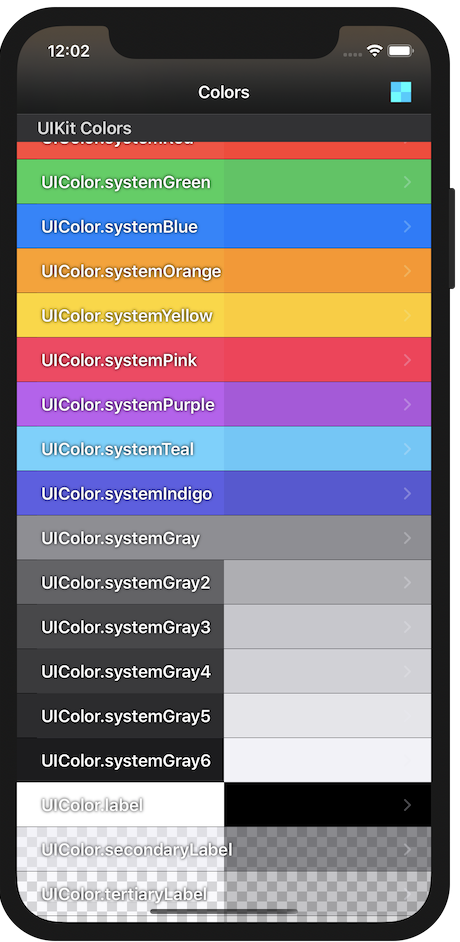 12:02
Colors
UIKit Colors
UIColor.systemRed
UIColor.systemGreen
UIColor.systemBlue
UIColor.systemOrange
UIColor.systemYellow
UIColor.systemPink
UIColor.systemPurple
UIColor.systemTeal
UIColor.systemIndigo
UIColor.systemGray
UIColor.systemGray2
UIColor.systemGray3
UIColor.systemGray4
UIColor.systemGray5
UIColor.systemGray6
UIColor.label
UIColor.secondaryLabel
UIColor.tertiaryLabel